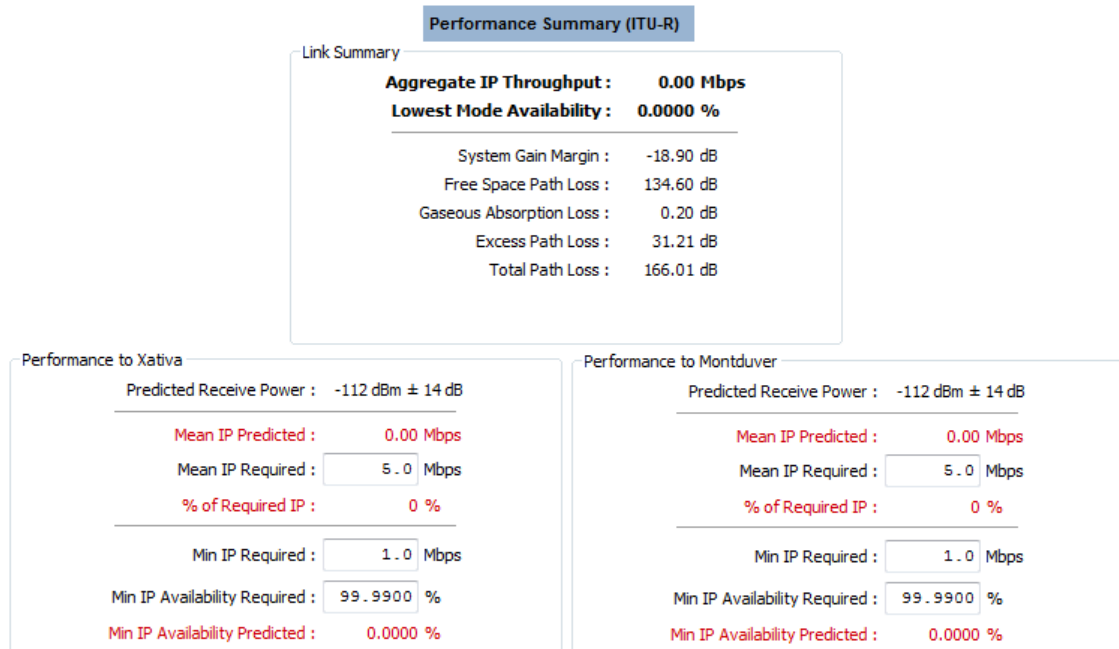 Performance Summary (ITU-R)
Link Summary
Aggregate IP Throughput : 0.00 Mbps
Lowest Mode Availability : 0.0000 %
System Gain Margin : -18.90 dB
Free Space Path Loss : 134.60 dB
Gaseous Absorption Loss : 0.20 dB
Excess Path Loss : 31.21 dB
Total Path Loss : 166.01 dB
Performance to Xativa
Predicted Receive Power : -112 dBm ± 14 dB
Mean IP Predicted : 0.00 Mbps
Mean IP Required : 5.0 Mbps
% of Required IP : 0 %
Min IP Required : 1.0 Mbps
Min IP Availability Required : 99.9900 %
Min IP Availability Predicted : 0.0000 %
Performance to Montduver
Predicted Receive Power : -112 dBm ± 14 dB
Mean IP Predicted : 0.00 Mbps
Mean IP Required : 5.0 Mbps
% of Required IP : 0 %
Min IP Required : 1.0 Mbps
Min IP Availability Required : 99.9900 %
Min IP Availability Predicted : 0.0000 %